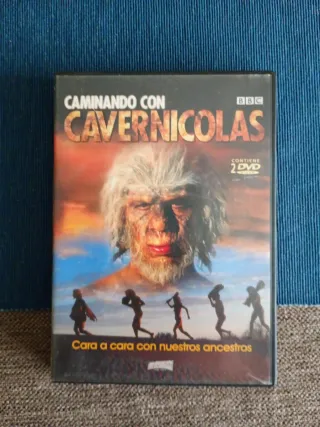 CAMINANDO CON
BBC
CAVERNICOLAS
CONTIENE
2 DVD
Cara a cara con nuestros ancestros